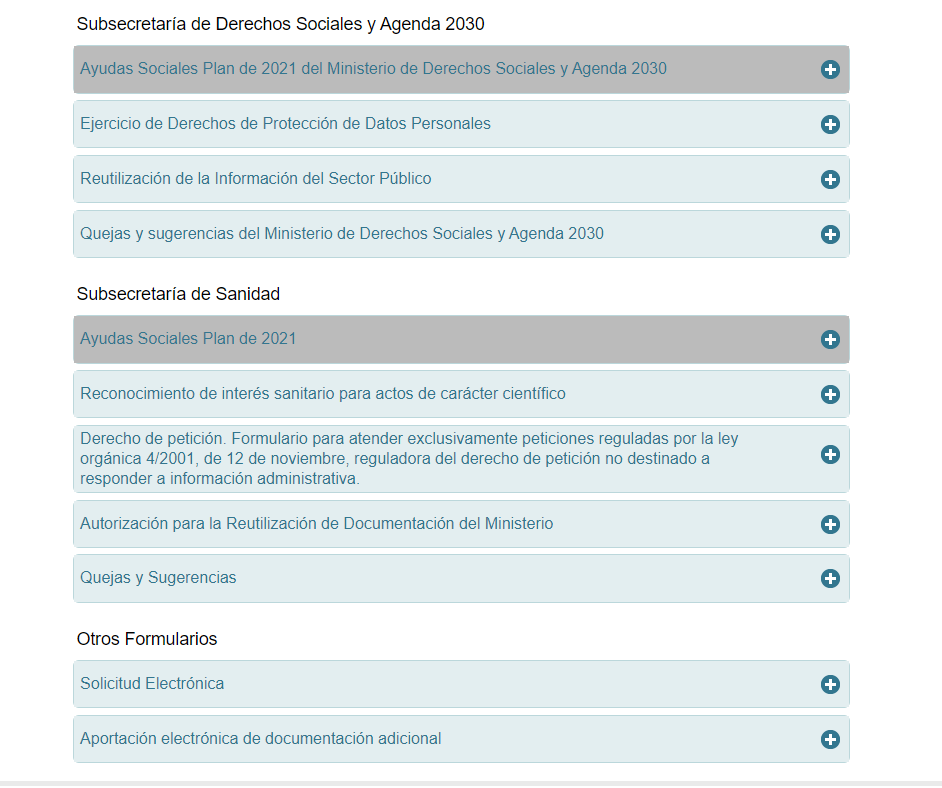 Subsecretaría de Derechos Sociales y Agenda 2030
Ayudas Sociales Plan de 2021 del Ministerio de Derechos Sociales y Agenda 2030
Ejercicio de Derechos de Protección de Datos Personales
Reutilización de la Información del Sector Público
Quejas y sugerencias del Ministerio de Derechos Sociales y Agenda 2030
Subsecretaría de Sanidad
Ayudas Sociales Plan de 2021
Reconocimiento de interés sanitario para actos de carácter científico
Derecho de petición. Formulario para atender exclusivamente peticiones reguladas por la ley
orgánica 4/2001, de 12 de noviembre, reguladora del derecho de petición no destinado a
responder a información administrativa.
Autorización para la Reutilización de Documentación del Ministerio
Quejas y Sugerencias
Otros Formularios
Solicitud Electrónica
Aportación electrónica de documentación adicional